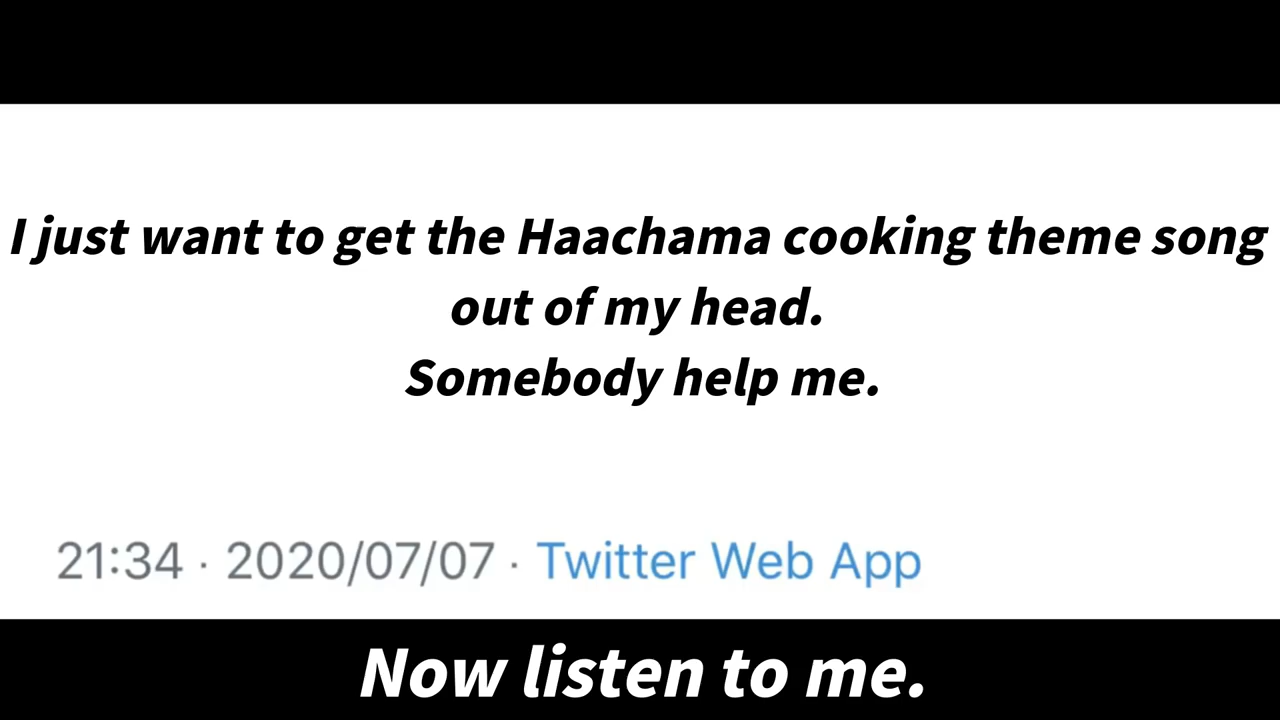 I just want to get the Haachama cooking theme song
out of my head.
Somebody help me.
21:34 · 2020/07/07 · Twitter Web App
Now listen to me.